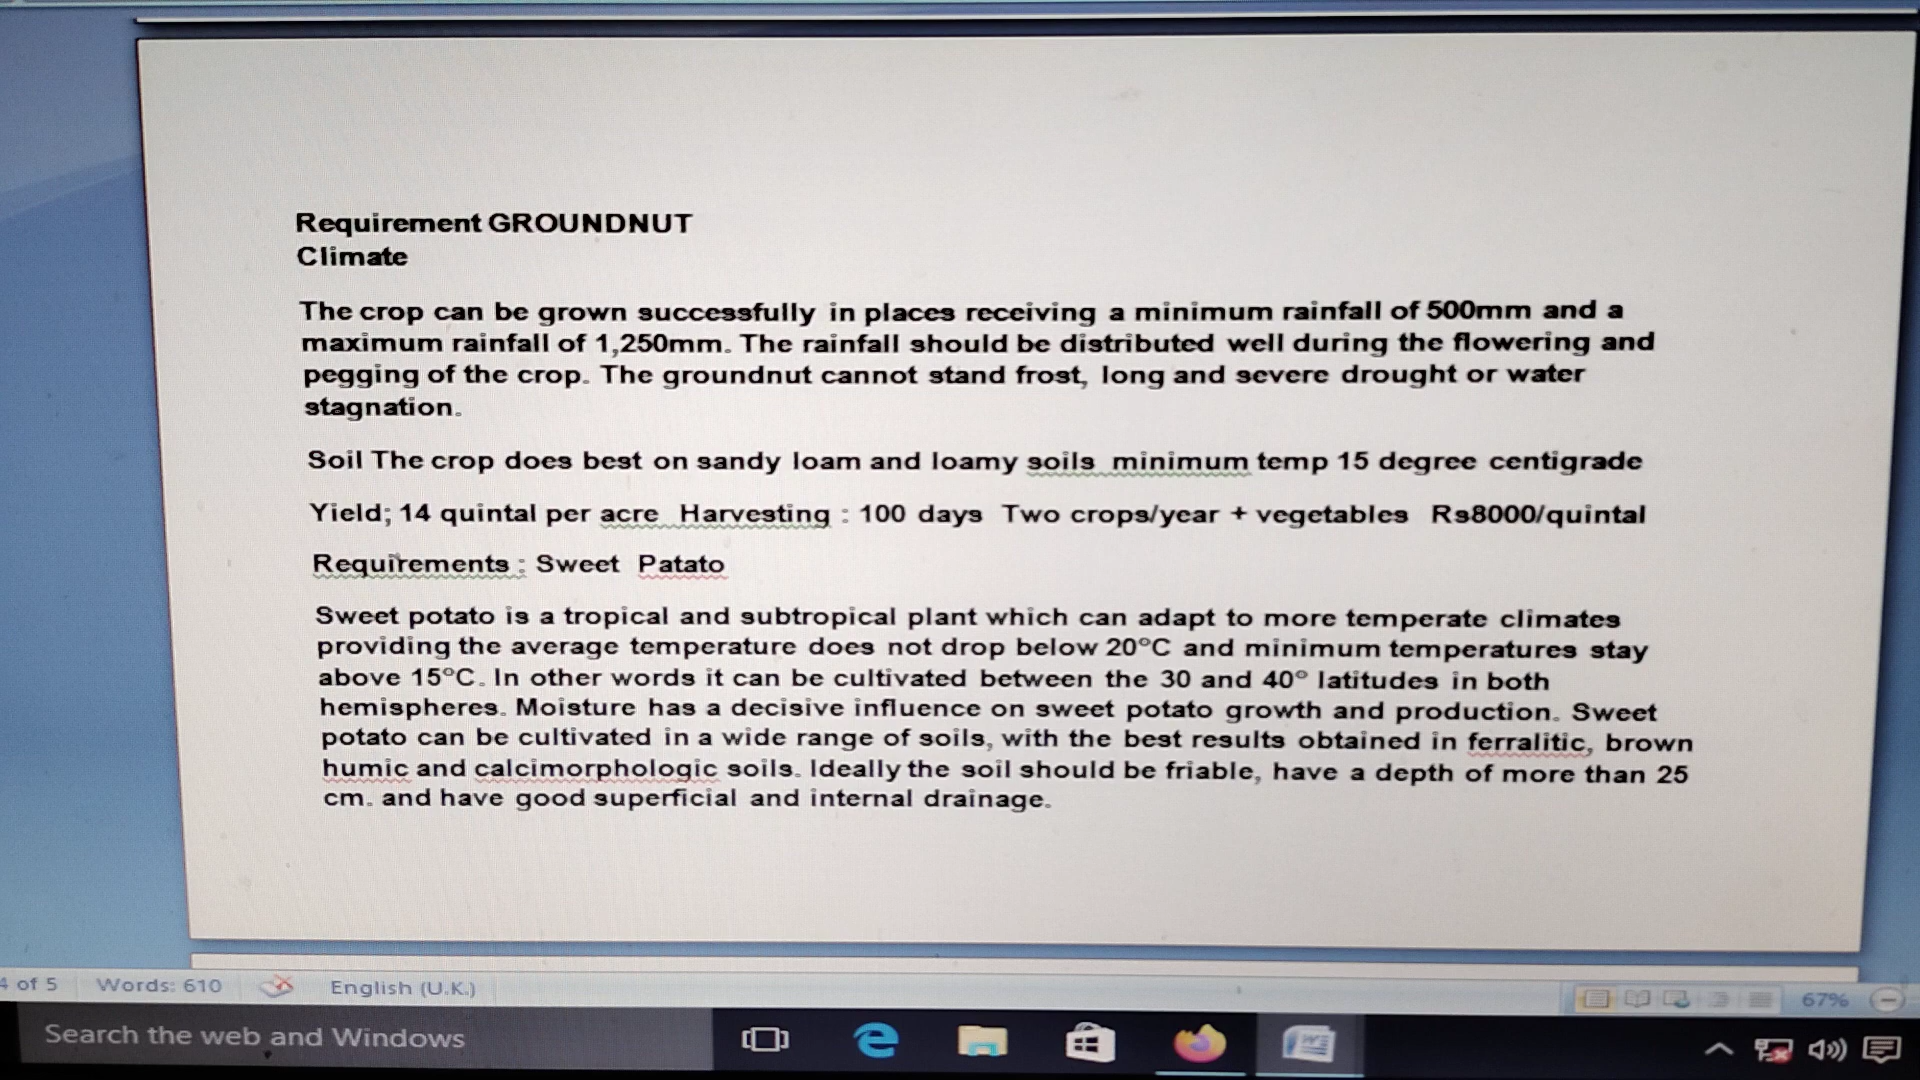 Requirement GROUNDNUT
Climate
The crop can be grown successfully in places receiving a minimum rainfall of 500mm and a
maximum rainfall of 1,250mm. The rainfall should be distributed well during the flowering and
pegging of the crop. The groundnut cannot stand frost, long and severe drought or water
stagnation.
Soil The crop does best on sandy loam and loamy soils minimum temp 15 degree centigrade
Yield; 14 quintal per acre Harvesting : 100 days Two crops/year + vegetables Rs8000/quintal
Requirements : Sweet Patato
Sweet potato is a tropical and subtropical plant which can adapt to more temperate climates
providing the average temperature does not drop below 20°C and minimum temperatures stay
above 15°C. In other words it can be cultivated between the 30 and 40° latitudes in both
hemispheres. Moisture has a decisive influence on sweet potato growth and production. Sweet
potato can be cultivated in a wide range of soils, with the best results obtained in ferralitic, brown
humic and calcimorphologic soils. Ideally the soil should be friable, have a depth of more than 25
cm. and have good superficial and internal drainage.
4 of 5 Words: 610 English (U.K.) 67%
Search the web and Windows